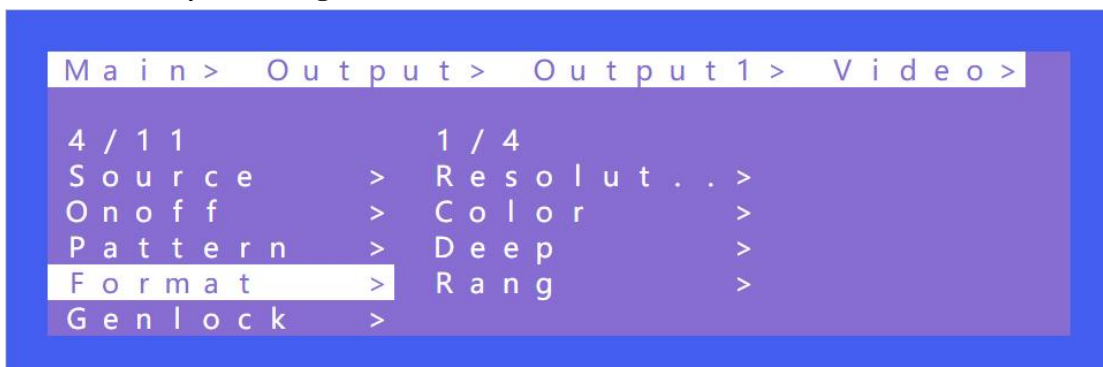 Main> Output> Output1> Video>
4/11 1/4
Source > Resolut..>
Onoff > Color >
Pattern > Deep >
Format > Rang >
Genlock >